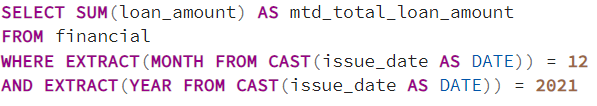 SELECT SUM(loan_amount) AS mtd_total_loan_amount
FROM financial
WHERE EXTRACT(MONTH FROM CAST(issue_date AS DATE)) = 12
AND EXTRACT(YEAR FROM CAST(issue_date AS DATE)) = 2021